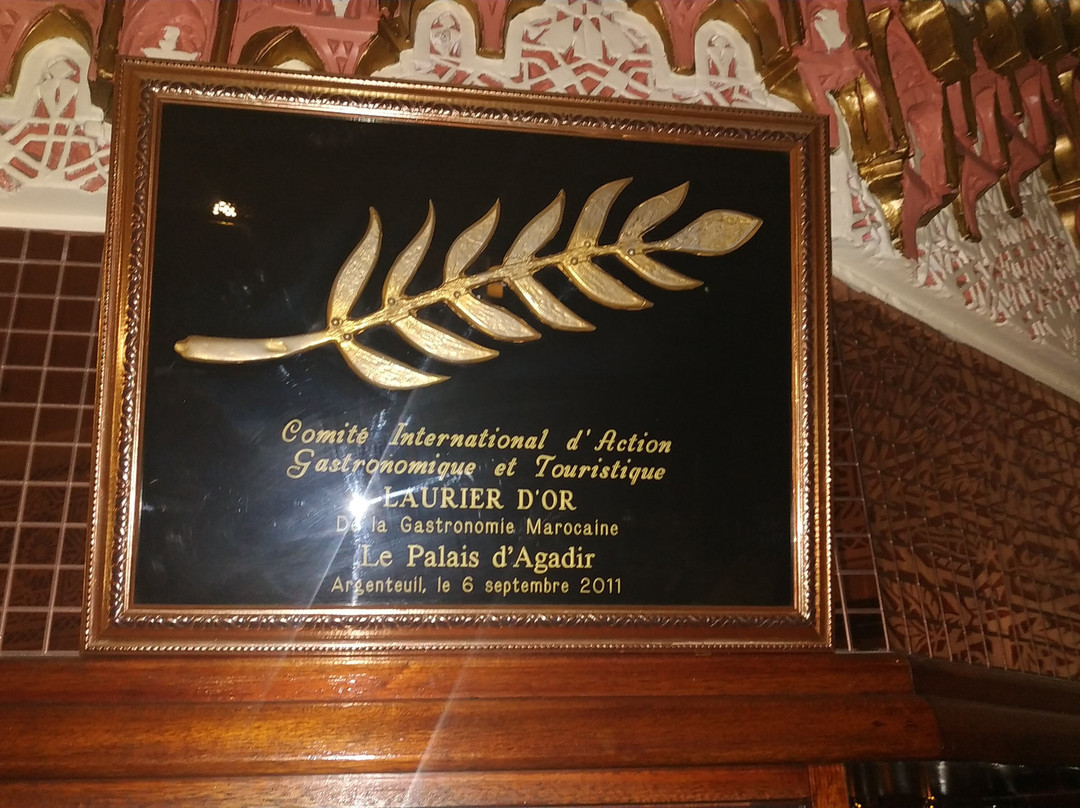 Comité International d'Action
Gastronomique et Touristique
LAURIER D'OR
De la Gastronomie Marocaine
Le Palais d'Agadir
Argenteuil, le 6 septembre 2011